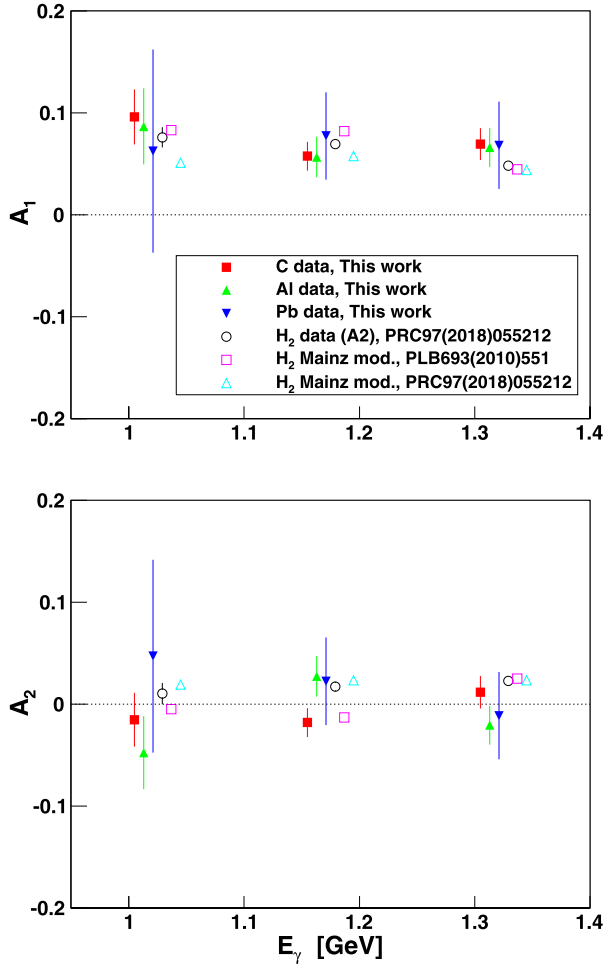 0.2
0.1
A1
0
C data, This work
Al data, This work
Pb data, This work
-0.1
H2 data (A2), PRC97(2018)055212
H2 Mainz mod., PLB693(2010)551
H2 Mainz mod., PRC97(2018)055212
-0.2
1 1.1 1.2 1.3 1.4
0.2
0.1
A2
0
-0.1
-0.2
1 1.1 1.2 1.3 1.4
Eγ [GeV]